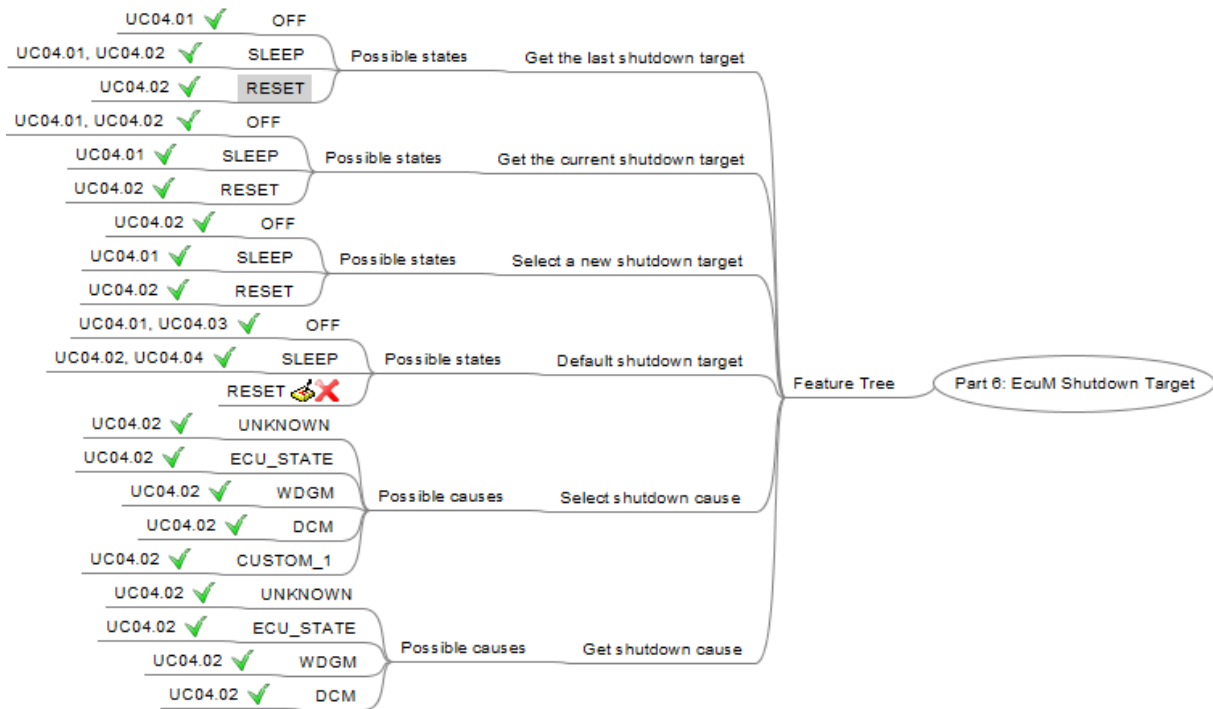 UC04.01 OFF
UC04.01, UC04.02 SLEEP
UC04.02 RESET
Possible states Get the last shutdown target
UC04.01, UC04.02 OFF
UC04.01 SLEEP
UC04.02 RESET
Possible states Get the current shutdown target
UC04.02 OFF
UC04.01 SLEEP
UC04.02 RESET
Possible states Select a new shutdown target
UC04.01, UC04.03 OFF
UC04.02, UC04.04 SLEEP
RESET
Possible states Default shutdown target
Feature Tree Part 6: EcuM Shutdown Target
UC04.02 UNKNOWN
UC04.02 ECU_STATE
UC04.02 WDGM
UC04.02 DCM
UC04.02 CUSTOM_1
Possible causes Select shutdown cause
UC04.02 UNKNOWN
UC04.02 ECU_STATE
UC04.02 WDGM
UC04.02 DCM
Possible causes Get shutdown cause